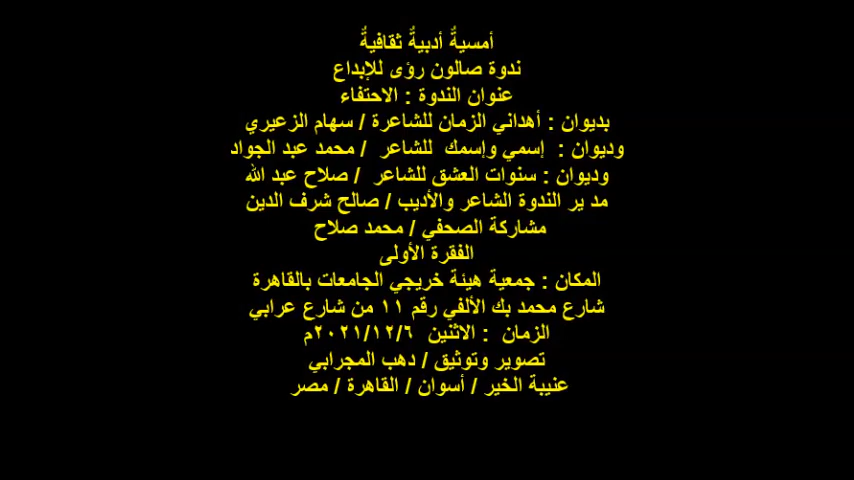 أمسيةٌ أدبيةٌ ثقافيةٌ
ندوة صالون رؤى للإبداع
عنوان الندوة : الاحتفاء
بديوان : أهداني الزمان للشاعرة / سهام الزعيري
وديوان : إسمي وإسمك للشاعر / محمد عبد الجواد
وديوان : سنوات العشق للشاعر / صلاح عبد الله
مد ير الندوة الشاعر والأديب / صالح شرف الدين
مشاركة الصحفي / محمد صلاح
الفقرة الأولى
المكان : جمعية هيئة خريجي الجامعات بالقاهرة
شارع محمد بك الألفي رقم ١١ من شارع عرابي
الزمان : الاثنين ٢٠٢١/١٢/٦م
تصوير وتوثيق / دهب المجرابي
عنيبة الخير / أسوان / القاهرة / مصر